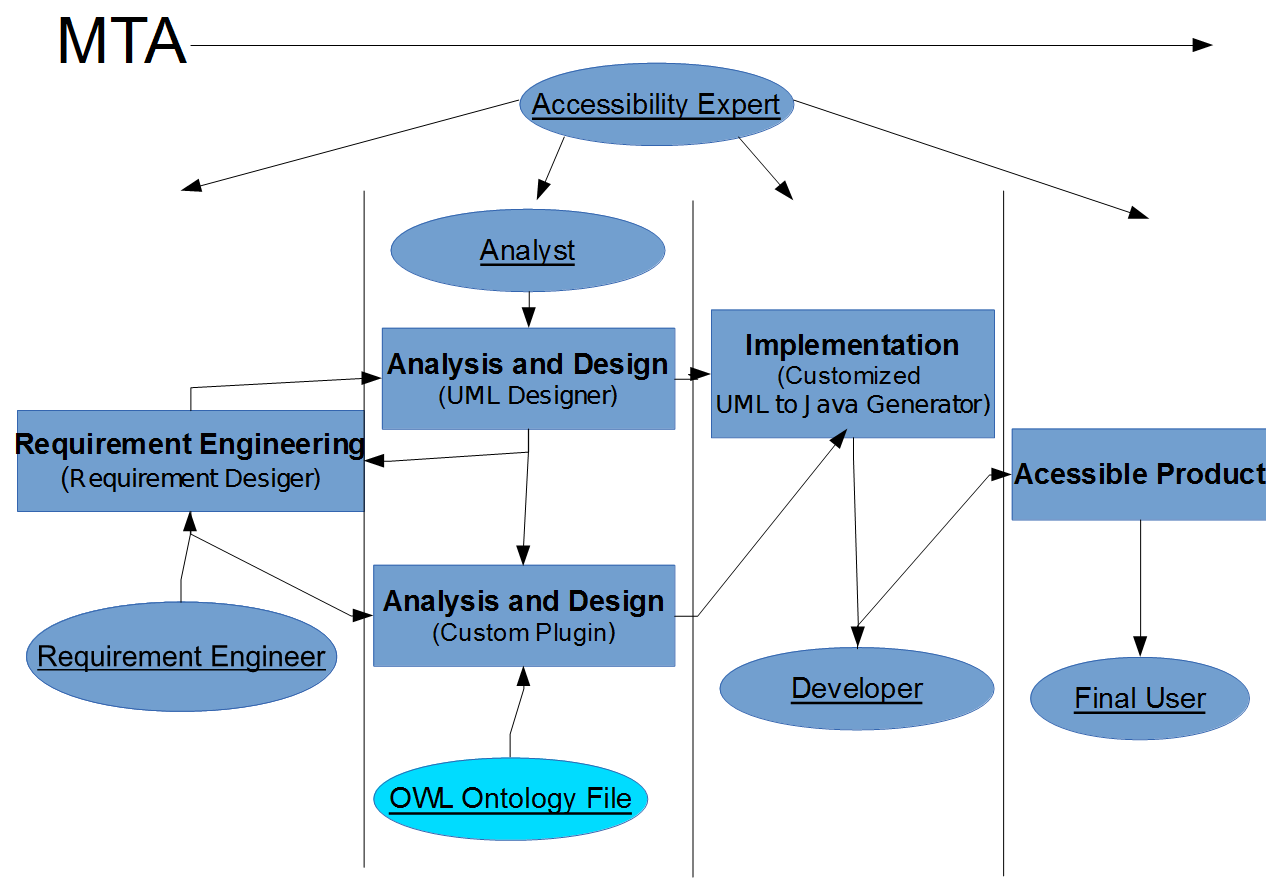 MTA
Accessibility Expert
Analyst
Analysis and Design
(UML Designer)
Implementation
(Customized
UML to Java Generator)
Requirement Engineering
(Requirement Desiger)
Acessible Product
Analysis and Design
(Custom Plugin)
Requirement Engineer
Developer
Final User
OWL Ontology File